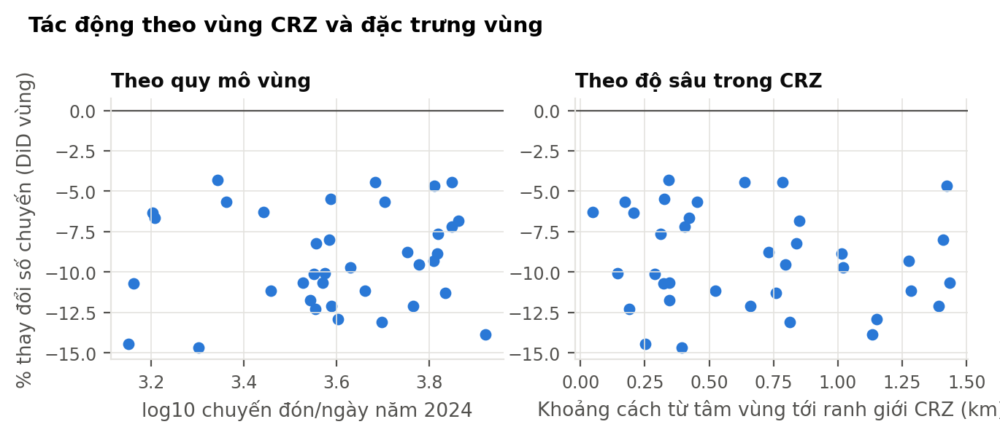 Tác động theo vùng CRZ và đặc trưng vùng
Theo quy mô vùng
% thay đổi số chuyến (DiD vùng)
0.0
−2.5
−5.0
−7.5
−10.0
−12.5
−15.0
3.2 3.4 3.6 3.8
log10 chuyến đón/ngày năm 2024
Theo độ sâu trong CRZ
0.0
−2.5
−5.0
−7.5
−10.0
−12.5
−15.0
0.00 0.25 0.50 0.75 1.00 1.25 1.50
Khoảng cách từ tâm vùng tới ranh giới CRZ (km)